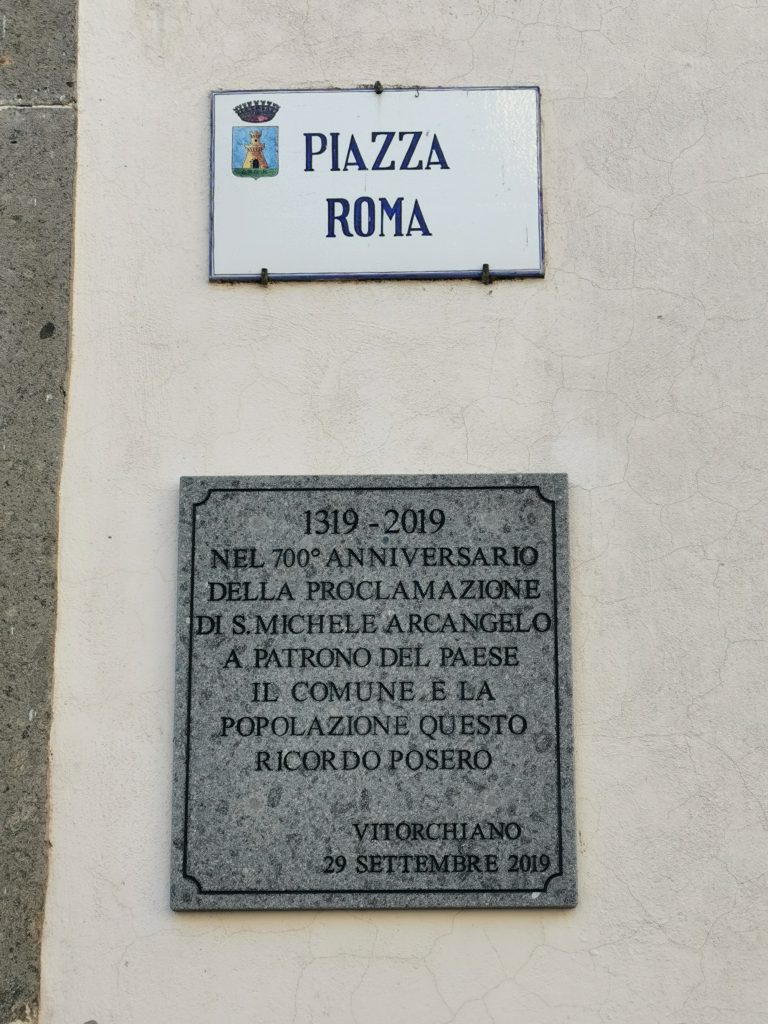 PIAZZA
ROMA
1319 - 2019
NEL 700° ANNIVERSARIO
DELLA PROCLAMAZIONE
DI S. MICHELE ARCANGELO
A PATRONO DEL PAESE
IL COMUNE E LA
POPOLAZIONE QUESTO
RICORDO POSERO
VITORCHIANO
29 SETTEMBRE 2019